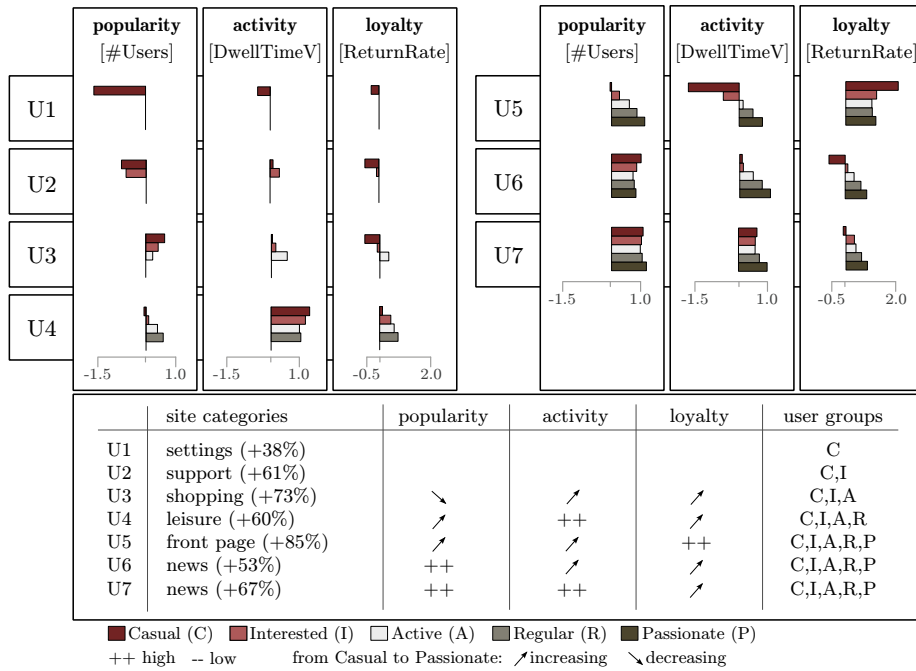 popularity activity loyalty popularity activity loyalty
[#Users] [DwellTimeV] [ReturnRate] [#Users] [DwellTimeV] [ReturnRate]
U1 U5
U2 U6
U3 U7
-1.5 1.0 -1.5 1.0 -0.5 2.0
U4
-1.5 1.0 -1.5 1.0 -0.5 2.0
site categories popularity activity loyalty user groups
U1 settings (+38%) C
U2 support (+61%) C,I
U3 shopping (+73%) ↘ ↗ ↗ C,I,A
U4 leisure (+60%) ↗ ++ ↗ C,I,A,R
U5 front page (+85%) ↗ ↗ ++ C,I,A,R,P
U6 news (+53%) ++ ↗ ↗ C,I,A,R,P
U7 news (+67%) ++ ++ ↗ C,I,A,R,P
Casual (C) Interested (I) Active (A) Regular (R) Passionate (P)
++ high -- low from Casual to Passionate: ↗increasing ↘decreasing